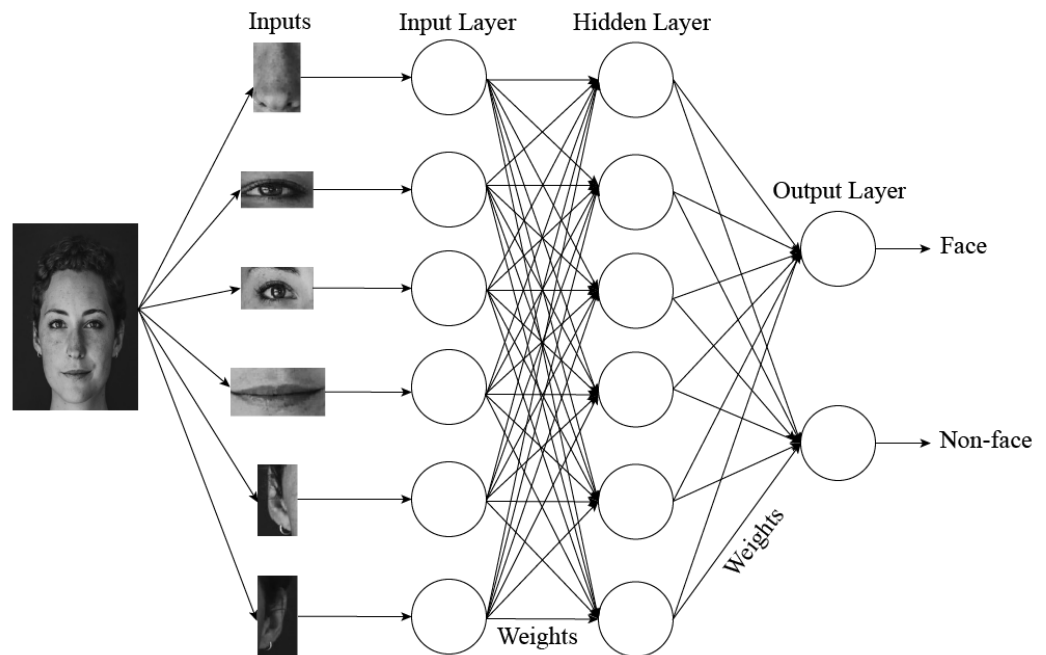 Inputs
Input Layer
Hidden Layer
Output Layer
Face
Non-face
Weights
Weights